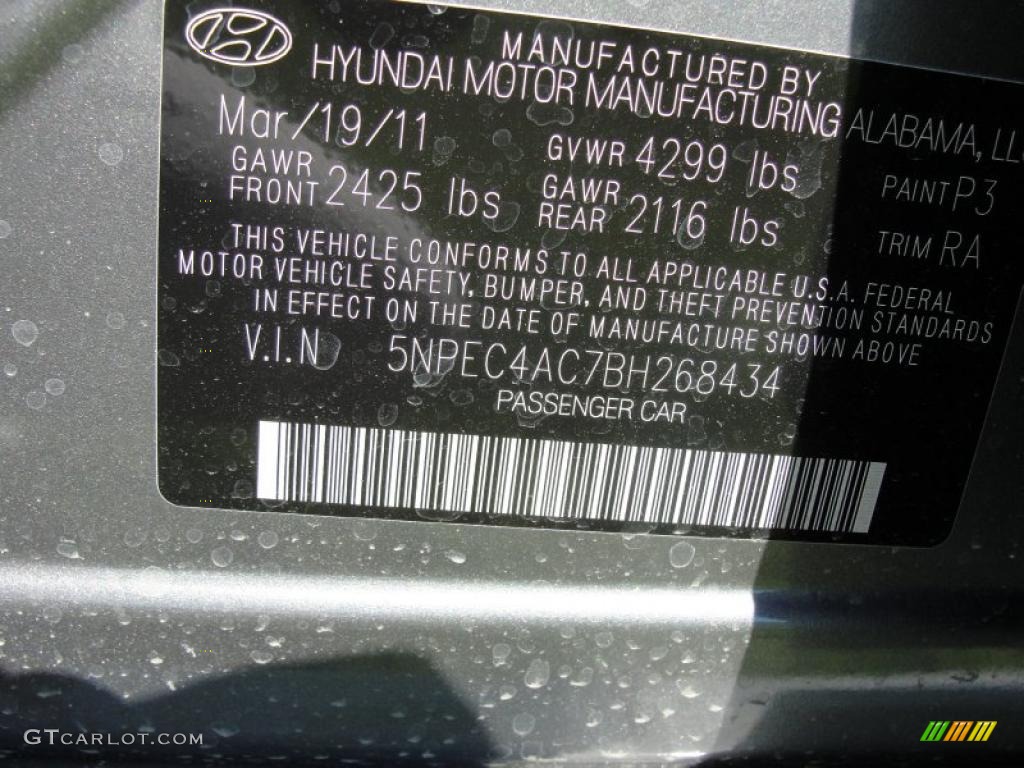 MANUFACTURED BY
HYUNDAI MOTOR MANUFACTURING ALABAMA, LL
Mar/19/11 GVWR 4299 lbs PAINT P3
GAWR FRONT 2425 lbs GAWR REAR 2116 lbs TRIM RA
THIS VEHICLE CONFORMS TO ALL APPLICABLE U.S.A. FEDERAL
MOTOR VEHICLE SAFETY, BUMPER, AND THEFT PREVENTION STANDARDS
IN EFFECT ON THE DATE OF MANUFACTURE SHOWN ABOVE
V.I.N 5NPEC4AC7BH268434
PASSENGER CAR
GTCARLOT.COM